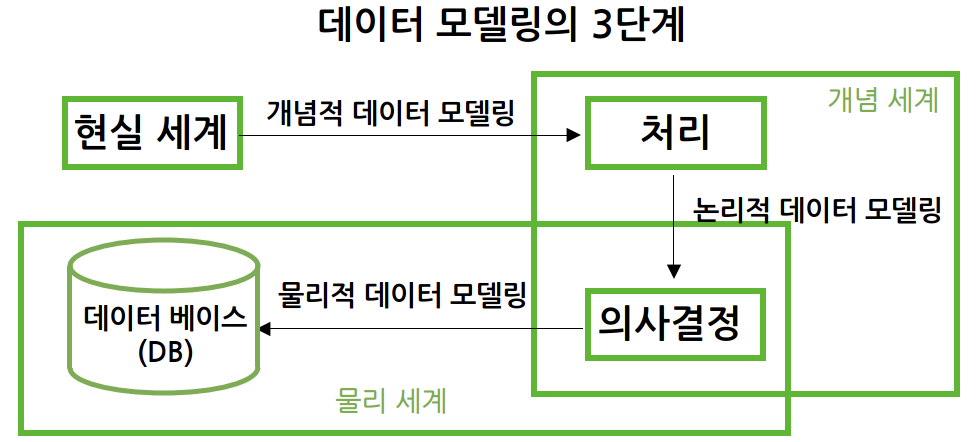 데이터 모델링의 3단계
개념 세계
현실 세계
개념적 데이터 모델링
처리
논리적 데이터 모델링
데이터 베이스
(DB)
물리적 데이터 모델링
의사결정
물리 세계